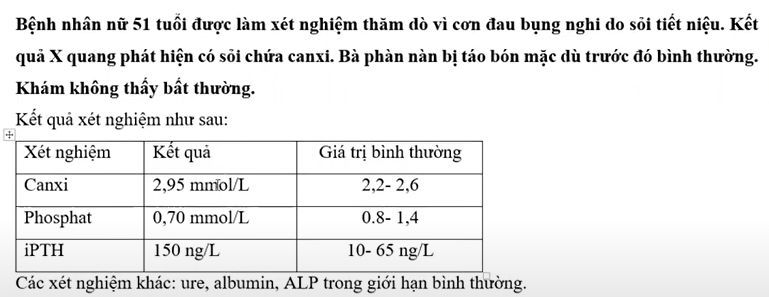 Bệnh nhân nữ 51 tuổi được làm xét nghiệm thăm dò vì cơn đau bụng nghi do sỏi tiết niệu. Kết
quả X quang phát hiện có sỏi chứa canxi. Bà phàn nàn bị táo bón mặc dù trước đó bình thường.
Khám không thấy bất thường.
Kết quả xét nghiệm như sau:
Xét nghiệm Kết quả Giá trị bình thường
Canxi 2,95 mmol/L 2,2- 2,6
Phosphat 0,70 mmol/L 0.8- 1,4
iPTH 150 ng/L 10- 65 ng/L
Các xét nghiệm khác: ure, albumin, ALP trong giới hạn bình thường.